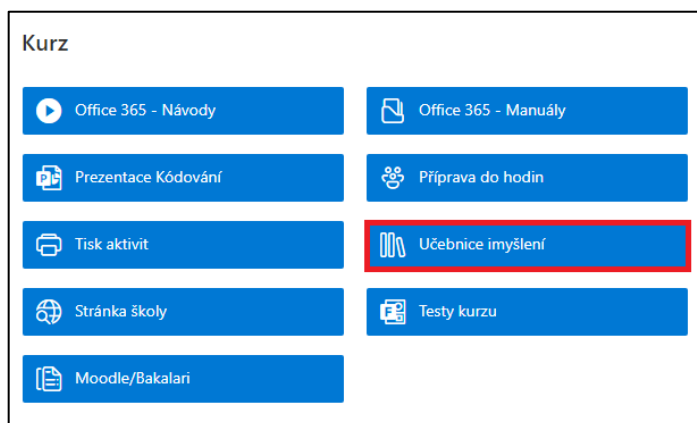 Kurz
Office 365 - Návody
Office 365 - Manuály
Prezentace Kódování
Příprava do hodin
Tisk aktivit
Učebnice imyšlení
Stránka školy
Testy kurzu
Moodle/Bakalari